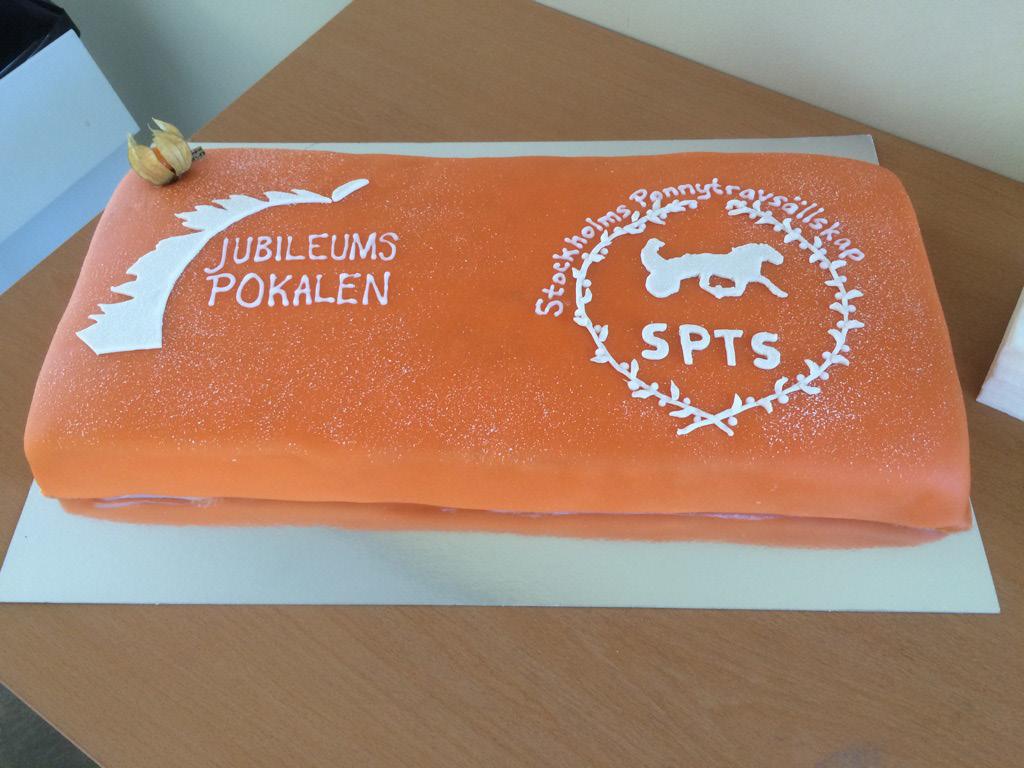 JUBILEUMS
POKALEN
Stockholms Ponnytravsällskap
SPTS